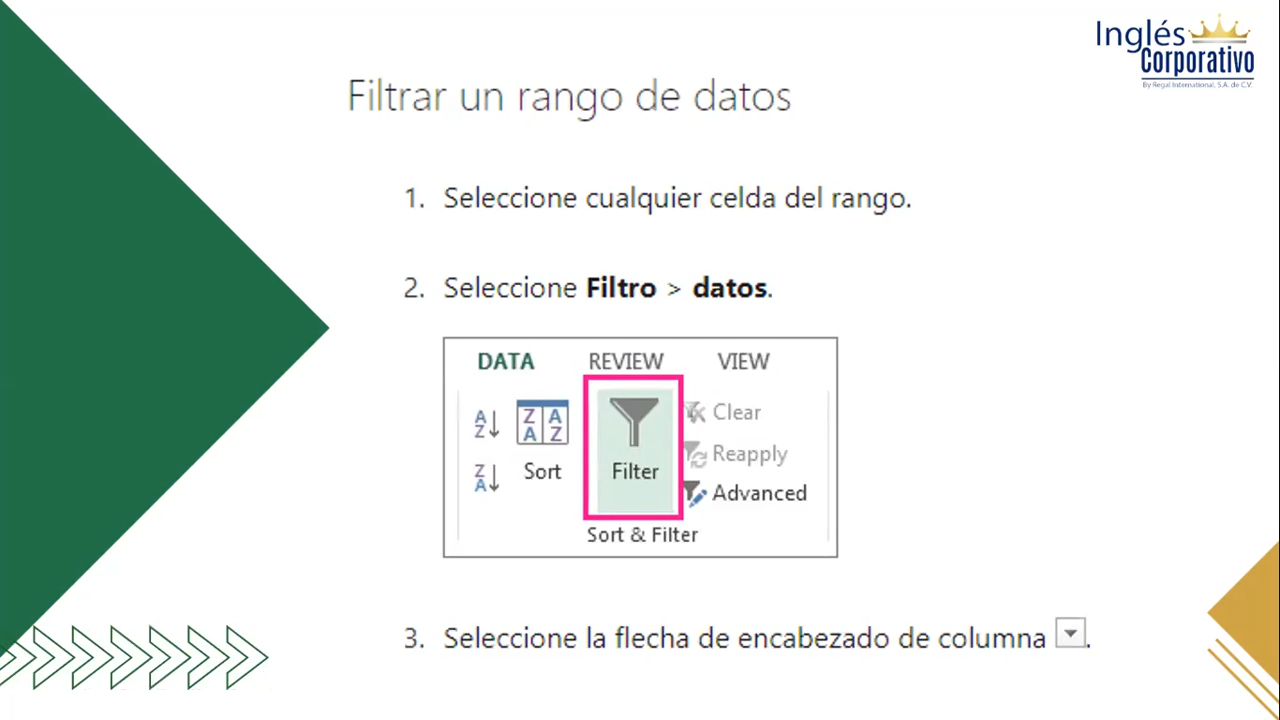 Inglés
Corporativo
By Regal International, S.A. de C.V.
Filtrar un rango de datos
1. Seleccione cualquier celda del rango.
2. Seleccione Filtro > datos.
DATA REVIEW VIEW
A Z
Z A A Z
Sort
Z A
Filter
Clear
Reapply
Advanced
Sort & Filter
3. Seleccione la flecha de encabezado de columna .